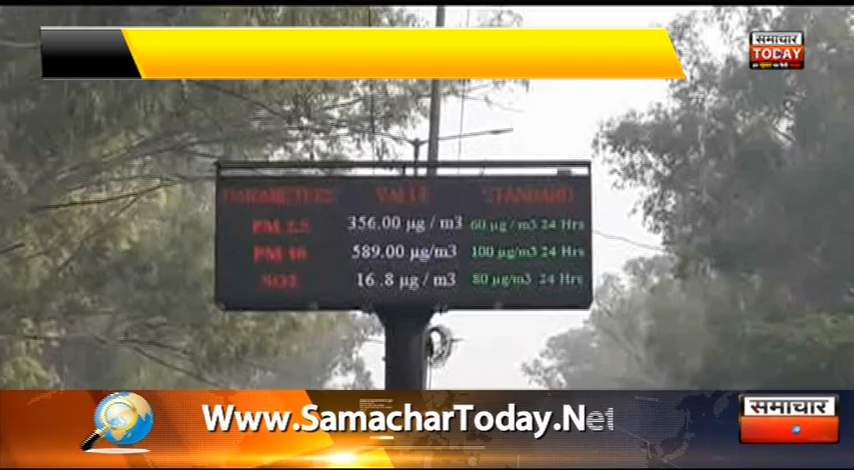 समाचार
TODAY
PARAMETERS VALUE STANDARD
PM 2.5 356.00 µg / m3 60 µg / m3 24 Hrs
PM 10 589.00 µg/m3 100 µg/m3 24 Hrs
SO2 16.8 µg / m3 80 µg/m3 24 Hrs
Www.SamacharToday.Net
समाचार